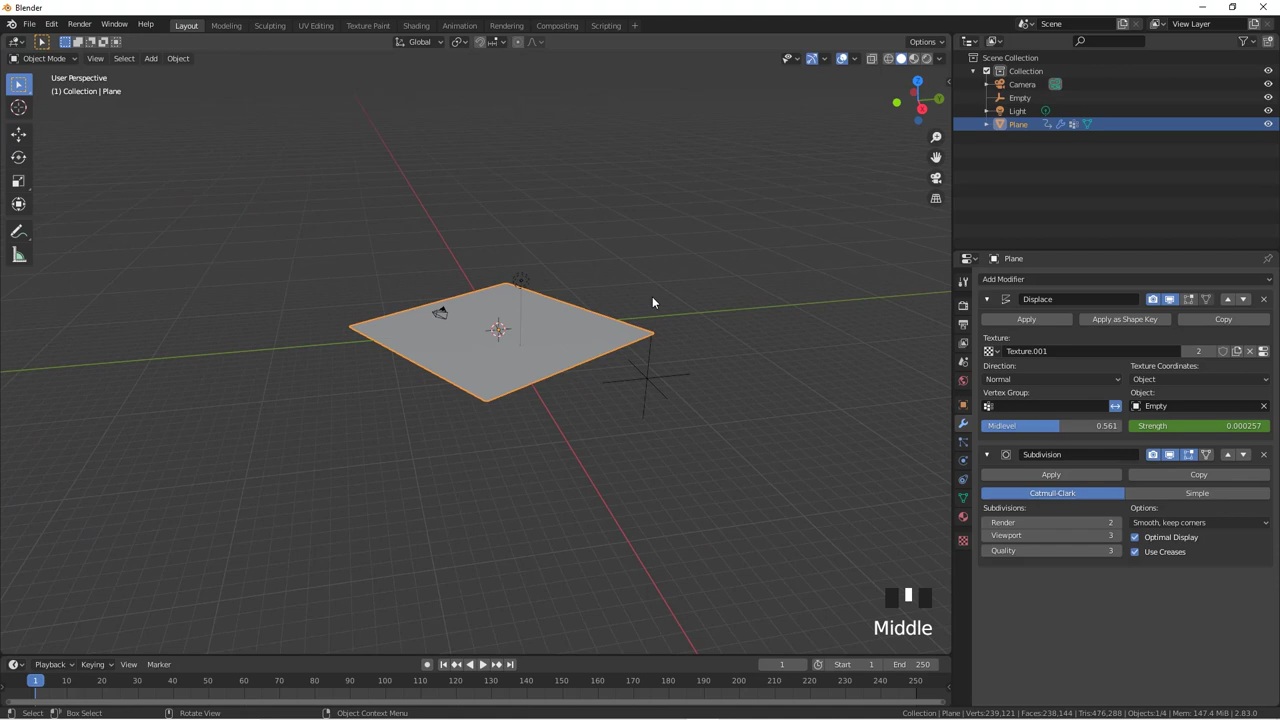 Blender
File Edit Render Window Help
Layout Modeling Sculpting UV Editing Texture Paint Shading Animation Rendering Compositing Scripting +
Scene
View Layer
Global
Options
Object Mode View Select Add Object
User Perspective
(1) Collection | Plane
Z
Y
X
Scene Collection
Collection
Camera
Empty
Light
Plane
Plane
Add Modifier
Displace
Apply Apply as Shape Key Copy
Texture:
Texture.001 2
Direction: Texture Coordinates:
Normal Object
Vertex Group: Object:
Empty
Midlevel 0.561 Strength 0.000257
Subdivision
Apply Copy
Catmull-Clark Simple
Subdivisions: Options:
Render 2 Smooth, keep corners
Viewport 3 Optimal Display
Quality 3 Use Creases
Middle
Playback Keying View Marker
1 Start 1 End 250
1 10 20 30 40 50 60 70 80 90 100 110 120 130 140 150 160 170 180 190 200 210 220 230 240 250
Select Box Select Rotate View Object Context Menu
Collection | Plane | Verts:239,121 | Faces:238,144 | Tris:476,288 | Objects:1/4 | Mem: 147.4 MiB | 2.83.0